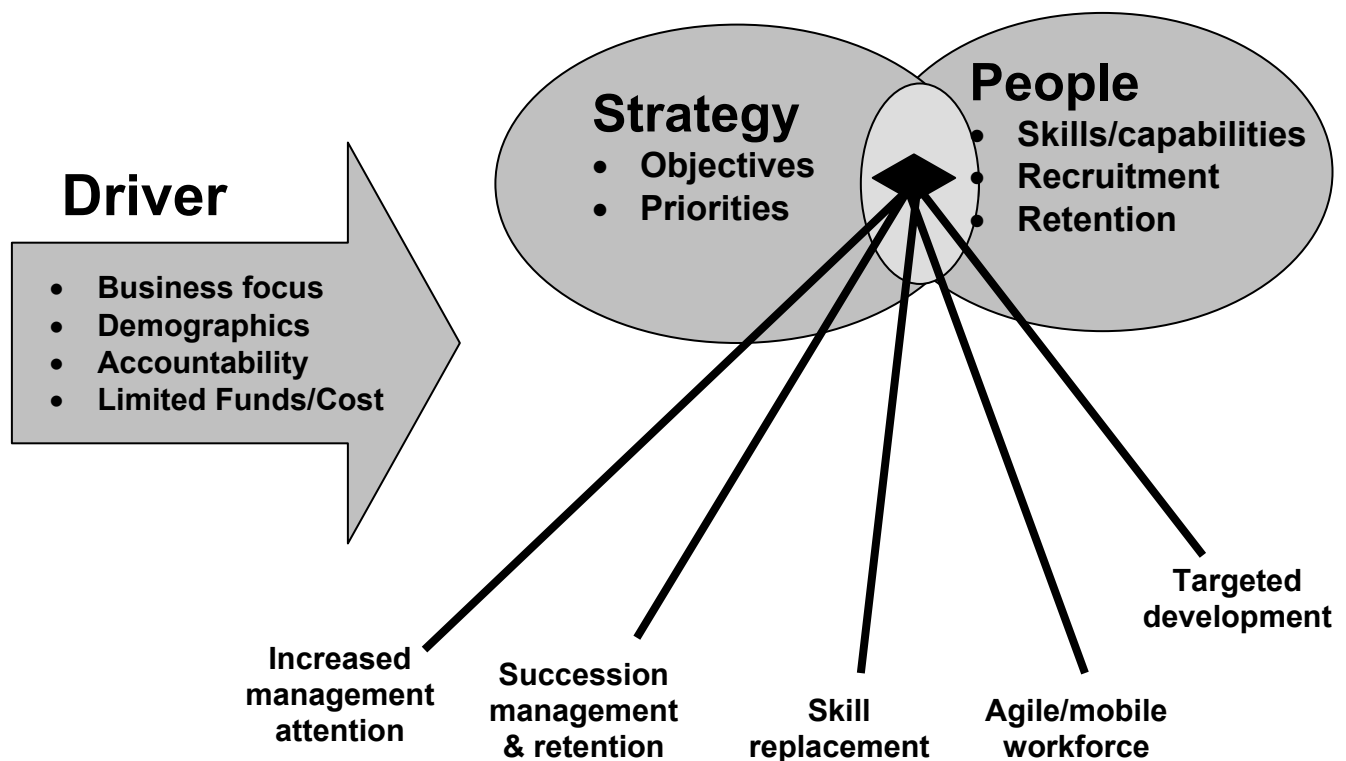 Driver
• Business focus
• Demographics
• Accountability
• Limited Funds/Cost
Strategy
• Objectives
• Priorities
People
• Skills/capabilities
• Recruitment
• Retention
Increased
management
attention
Succession
management
& retention
Skill
replacement
Agile/mobile
workforce
Targeted
development